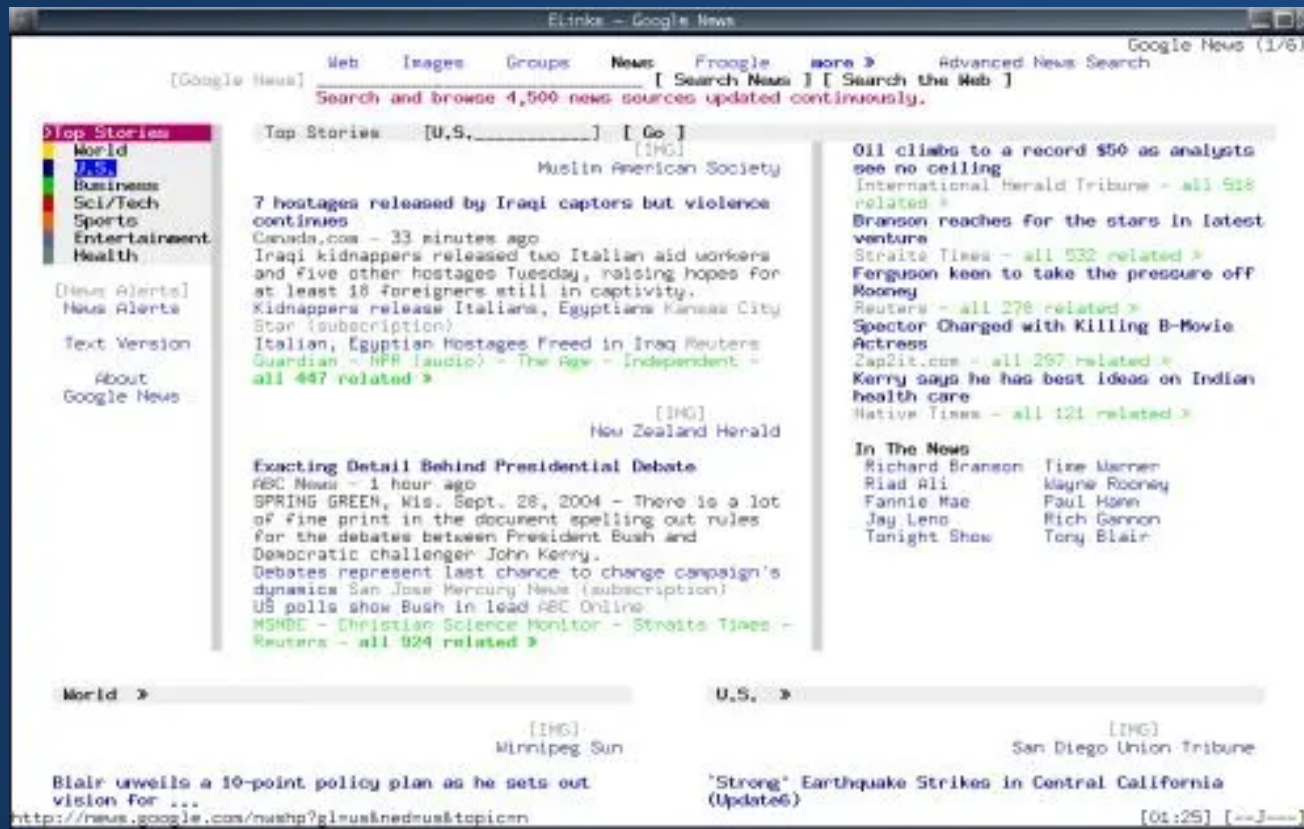 ELinks - Google News
Google News (1/6)
Web Images Groups News Froogle more » Advanced News Search
[Google News] ______________________________ [ Search News ] [ Search the Web ]
Search and browse 4,500 news sources updated continuously.
>Top Stories
World
U.S.
Business
Sci/Tech
Sports
Entertainment
Health
[News Alerts]
News Alerts
Text Version
About
Google News
Top Stories [U.S.___________] [ Go ]
[IMG]
Muslim American Society
7 hostages released by Iraqi captors but violence
continues
Canada.com - 33 minutes ago
Iraqi kidnappers released two Italian aid workers
and five other hostages Tuesday, raising hopes for
at least 18 foreigners still in captivity.
Kidnappers release Italians, Egyptians Kansas City
Star (subscription)
Italian, Egyptian Hostages Freed in Iraq Reuters
Guardian - NPR (audio) - The Age - Independent -
all 447 related »
[IMG]
New Zealand Herald
Exacting Detail Behind Presidential Debate
ABC News - 1 hour ago
SPRING GREEN, Wis. Sept. 28, 2004 - There is a lot
of fine print in the document spelling out rules
for the debates between President Bush and
Democratic challenger John Kerry.
Debates represent last chance to change campaign's
dynamics San Jose Mercury News (subscription)
US polls show Bush in lead ABC Online
MSNBC - Christian Science Monitor - Straits Times -
Reuters - all 924 related »
Oil climbs to a record $50 as analysts
see no ceiling
International Herald Tribune - all 518
related »
Branson reaches for the stars in latest
venture
Straits Times - all 532 related »
Ferguson keen to take the pressure off
Rooney
Reuters - all 278 related »
Spector Charged with Killing B-Movie
Actress
Zap2it.com - all 297 related »
Kerry says he has best ideas on Indian
health care
Native Times - all 121 related »
In The News
Richard Branson Time Warner
Riad Ali Wayne Rooney
Fannie Mae Paul Hamm
Jay Leno Rich Gannon
Tonight Show Tony Blair
World »
[IMG]
Winnipeg Sun
Blair unveils a 10-point policy plan as he sets out
vision for ...
U.S. »
[IMG]
San Diego Union Tribune
'Strong' Earthquake Strikes in Central California
(Update6)
http://news.google.com/nwshp?gl=us&ned=us&topic=n
[01:25] [--J---]